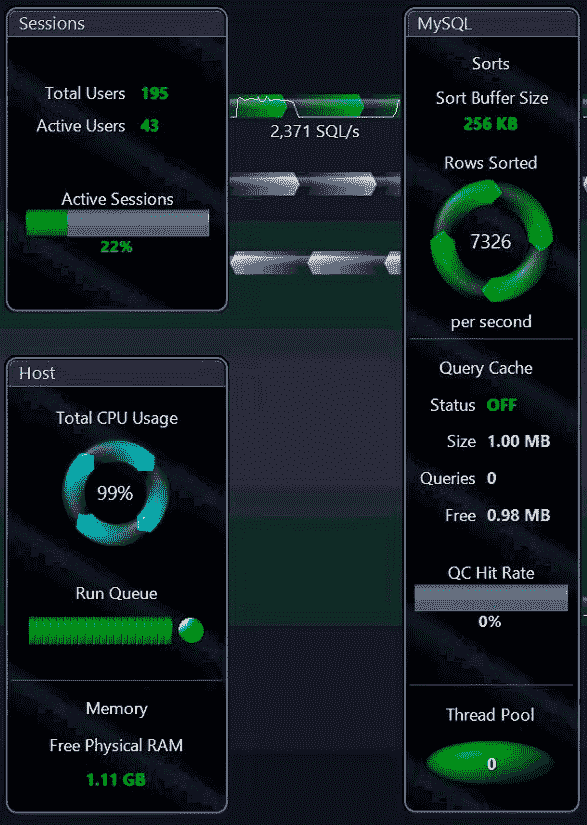 Sessions
Total Users 195
Active Users 43
Active Sessions
22%
2,371 SQL/s
Host
Total CPU Usage
99%
Run Queue
Memory
Free Physical RAM
1.11 GB
MySQL
Sorts
Sort Buffer Size
256 KB
Rows Sorted
7326
per second
Query Cache
Status OFF
Size 1.00 MB
Queries 0
Free 0.98 MB
QC Hit Rate
0%
Thread Pool
0